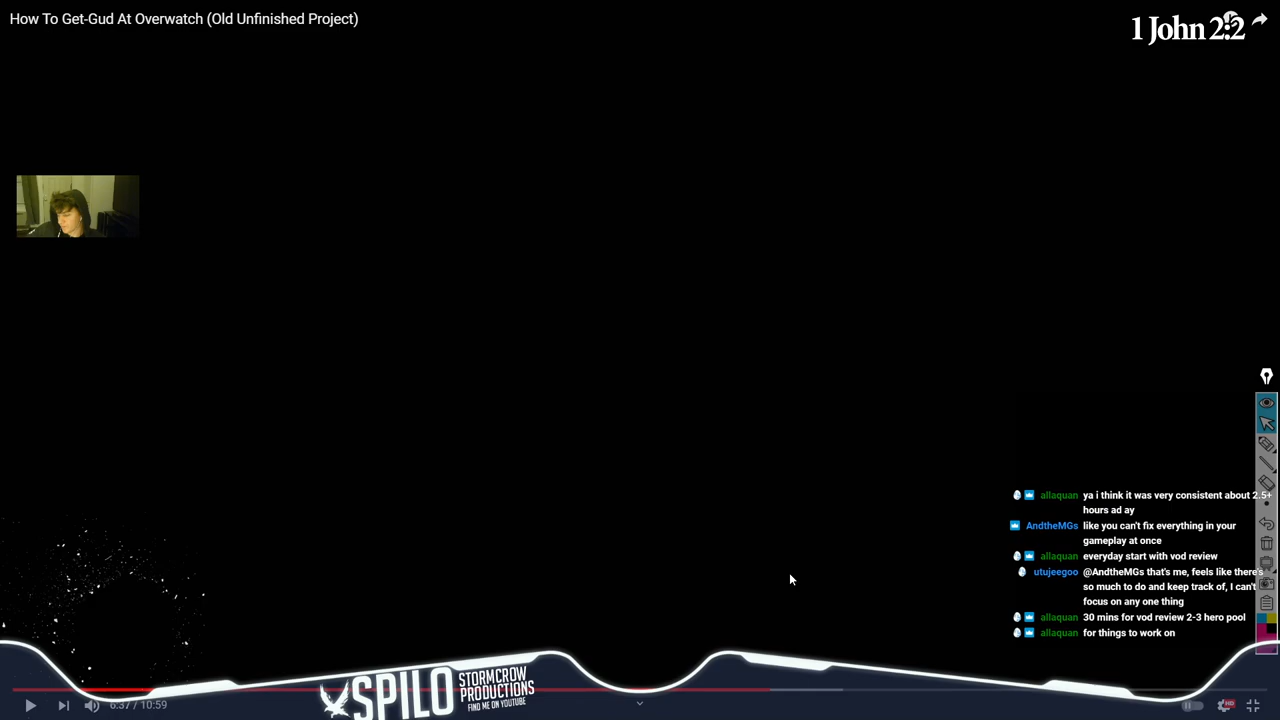 How To Get-Gud At Overwatch (Old Unfinished Project)
1 John 2:2
allaquan ya i think it was very consistent about 2.5+
hours ad ay
AndtheMGs like you can't fix everything in your
gameplay at once
allaquan everyday start with vod review
utujeegoo @AndtheMGs that's me, feels like there's
so much to do and keep track of, I can't
focus on any one thing
allaquan 30 mins for vod review 2-3 hero pool
allaquan for things to work on
SPILO
STORMCROW
PRODUCTIONS
FIND ME ON YOUTUBE
6:37 / 10:59
HD